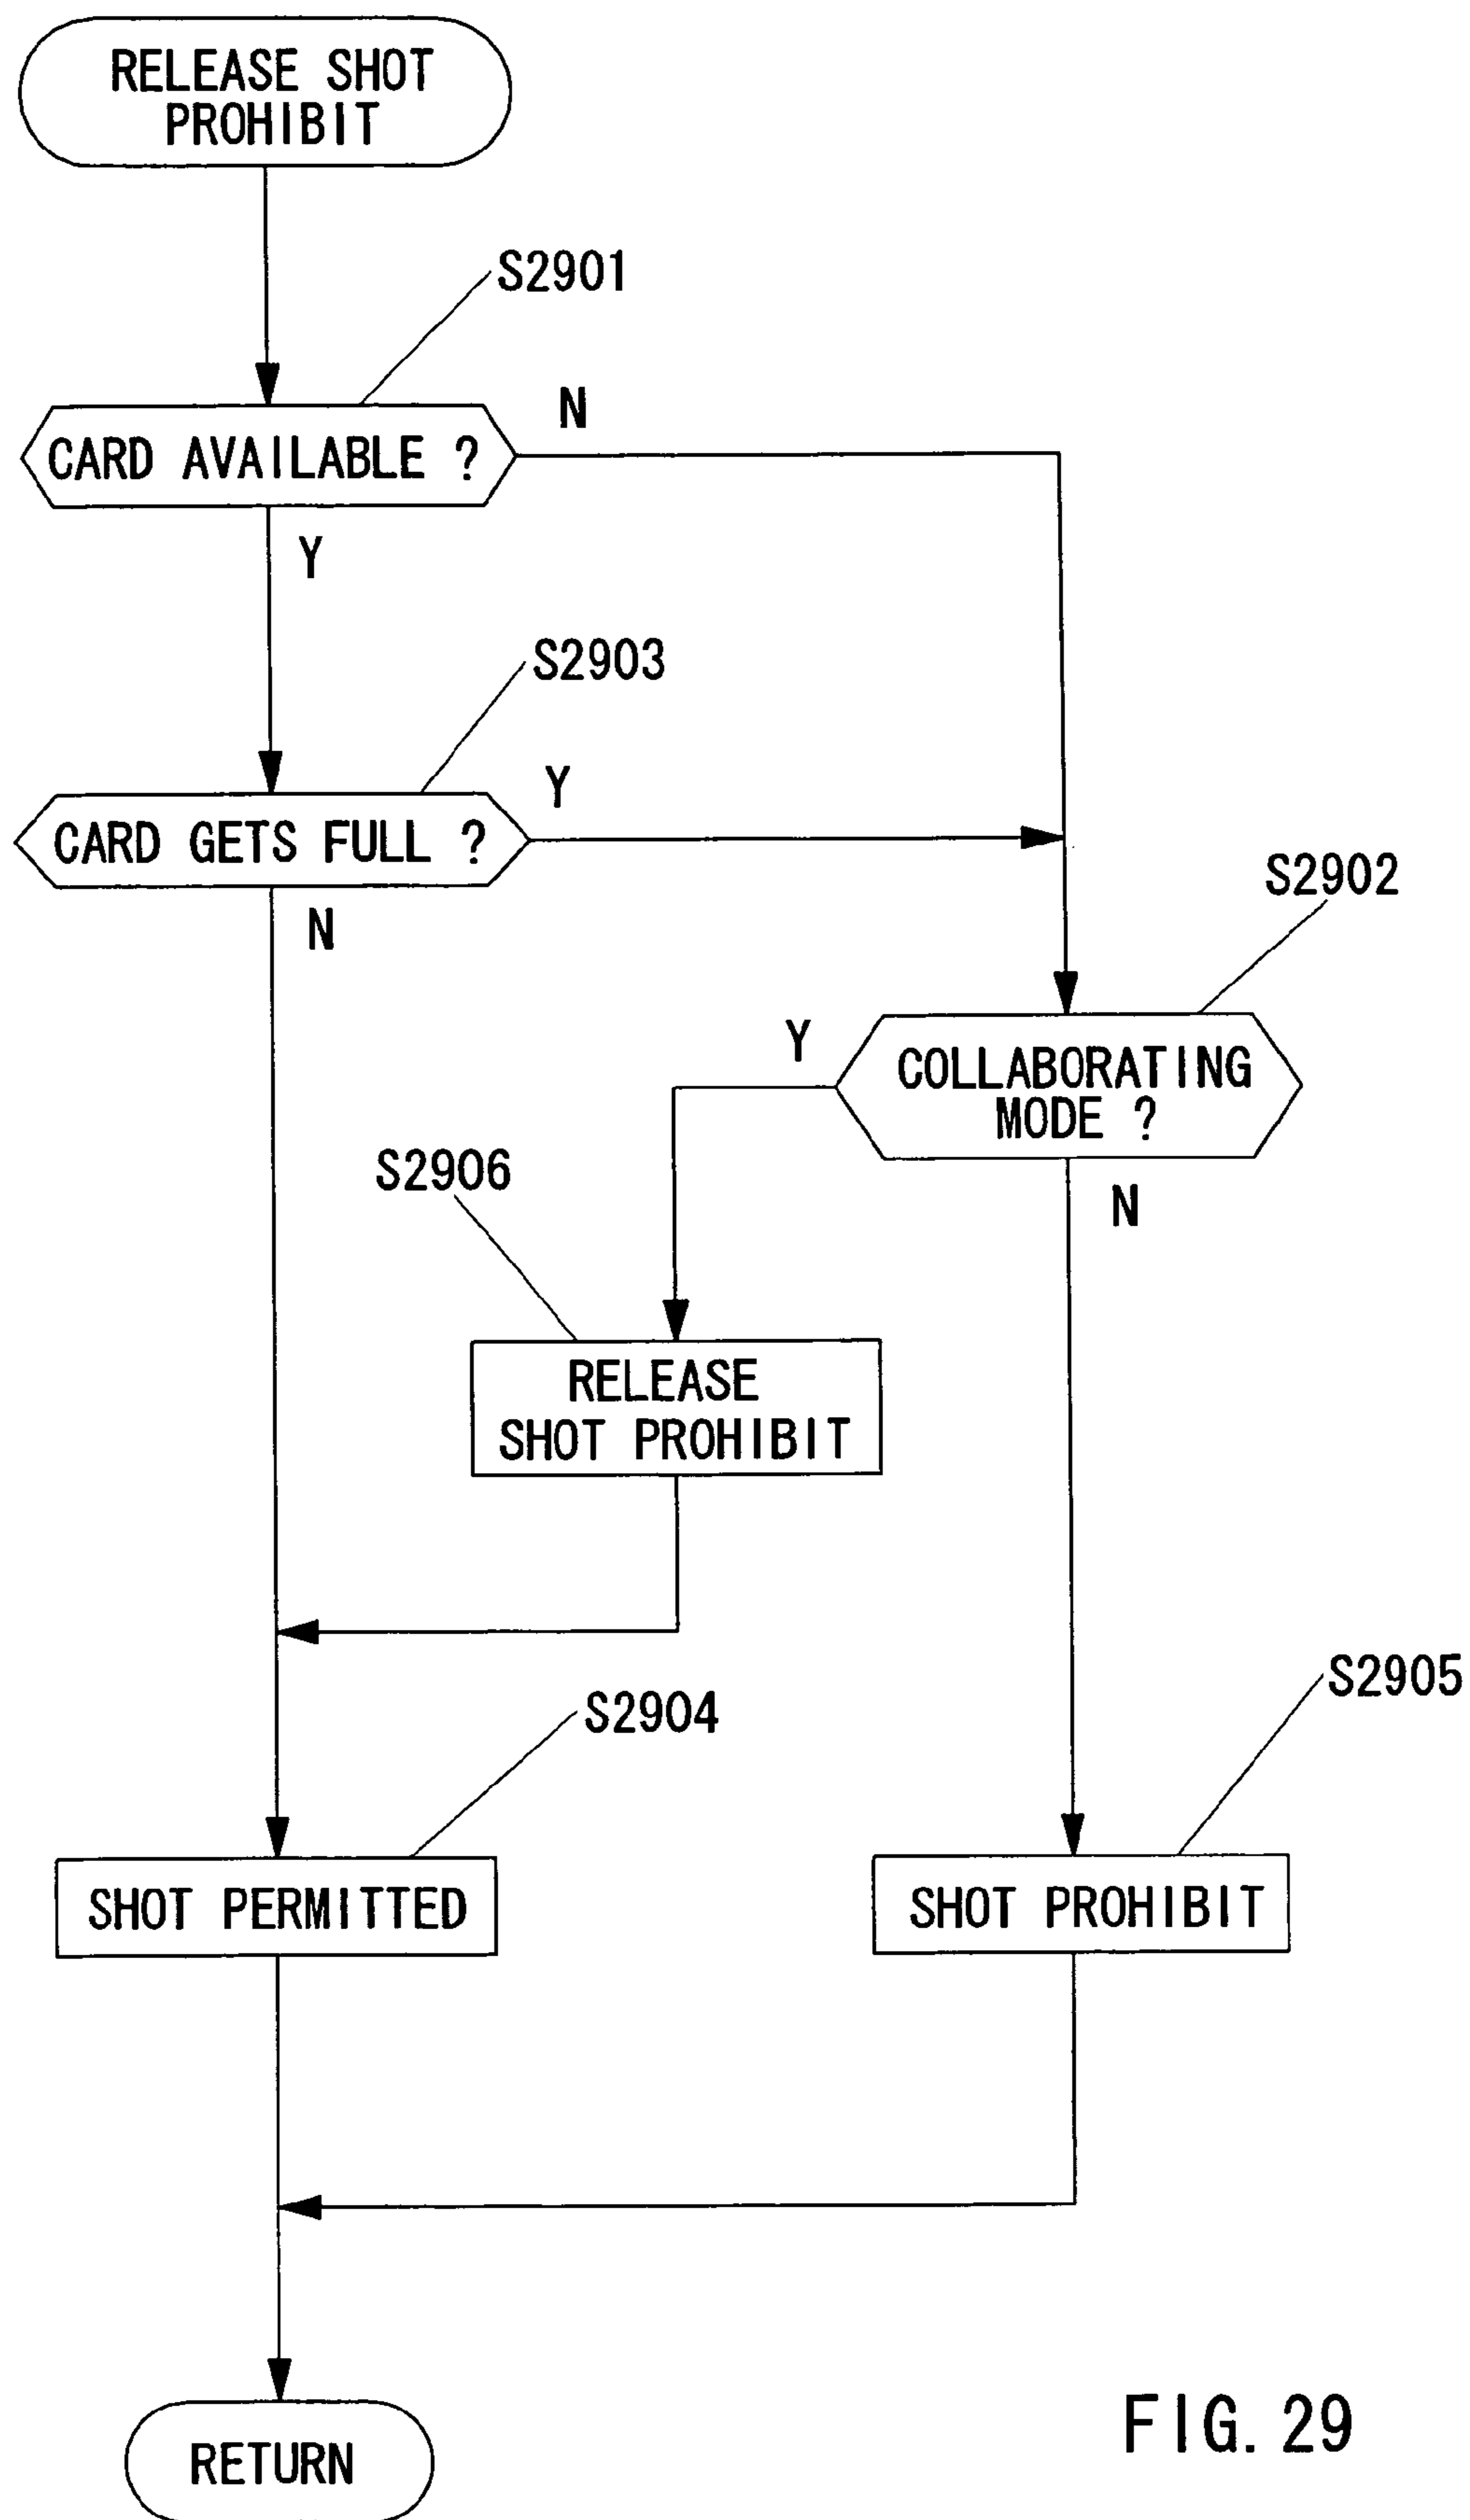 RELEASE SHOT
PROHIBIT
S2901
CARD AVAILABLE ?
N
Y
S2903
CARD GETS FULL ?
Y
N
S2902
COLLABORATING
MODE ?
Y
N
S2906
RELEASE
SHOT PROHIBIT
S2904
SHOT PERMITTED
S2905
SHOT PROHIBIT
RETURN
FIG. 29